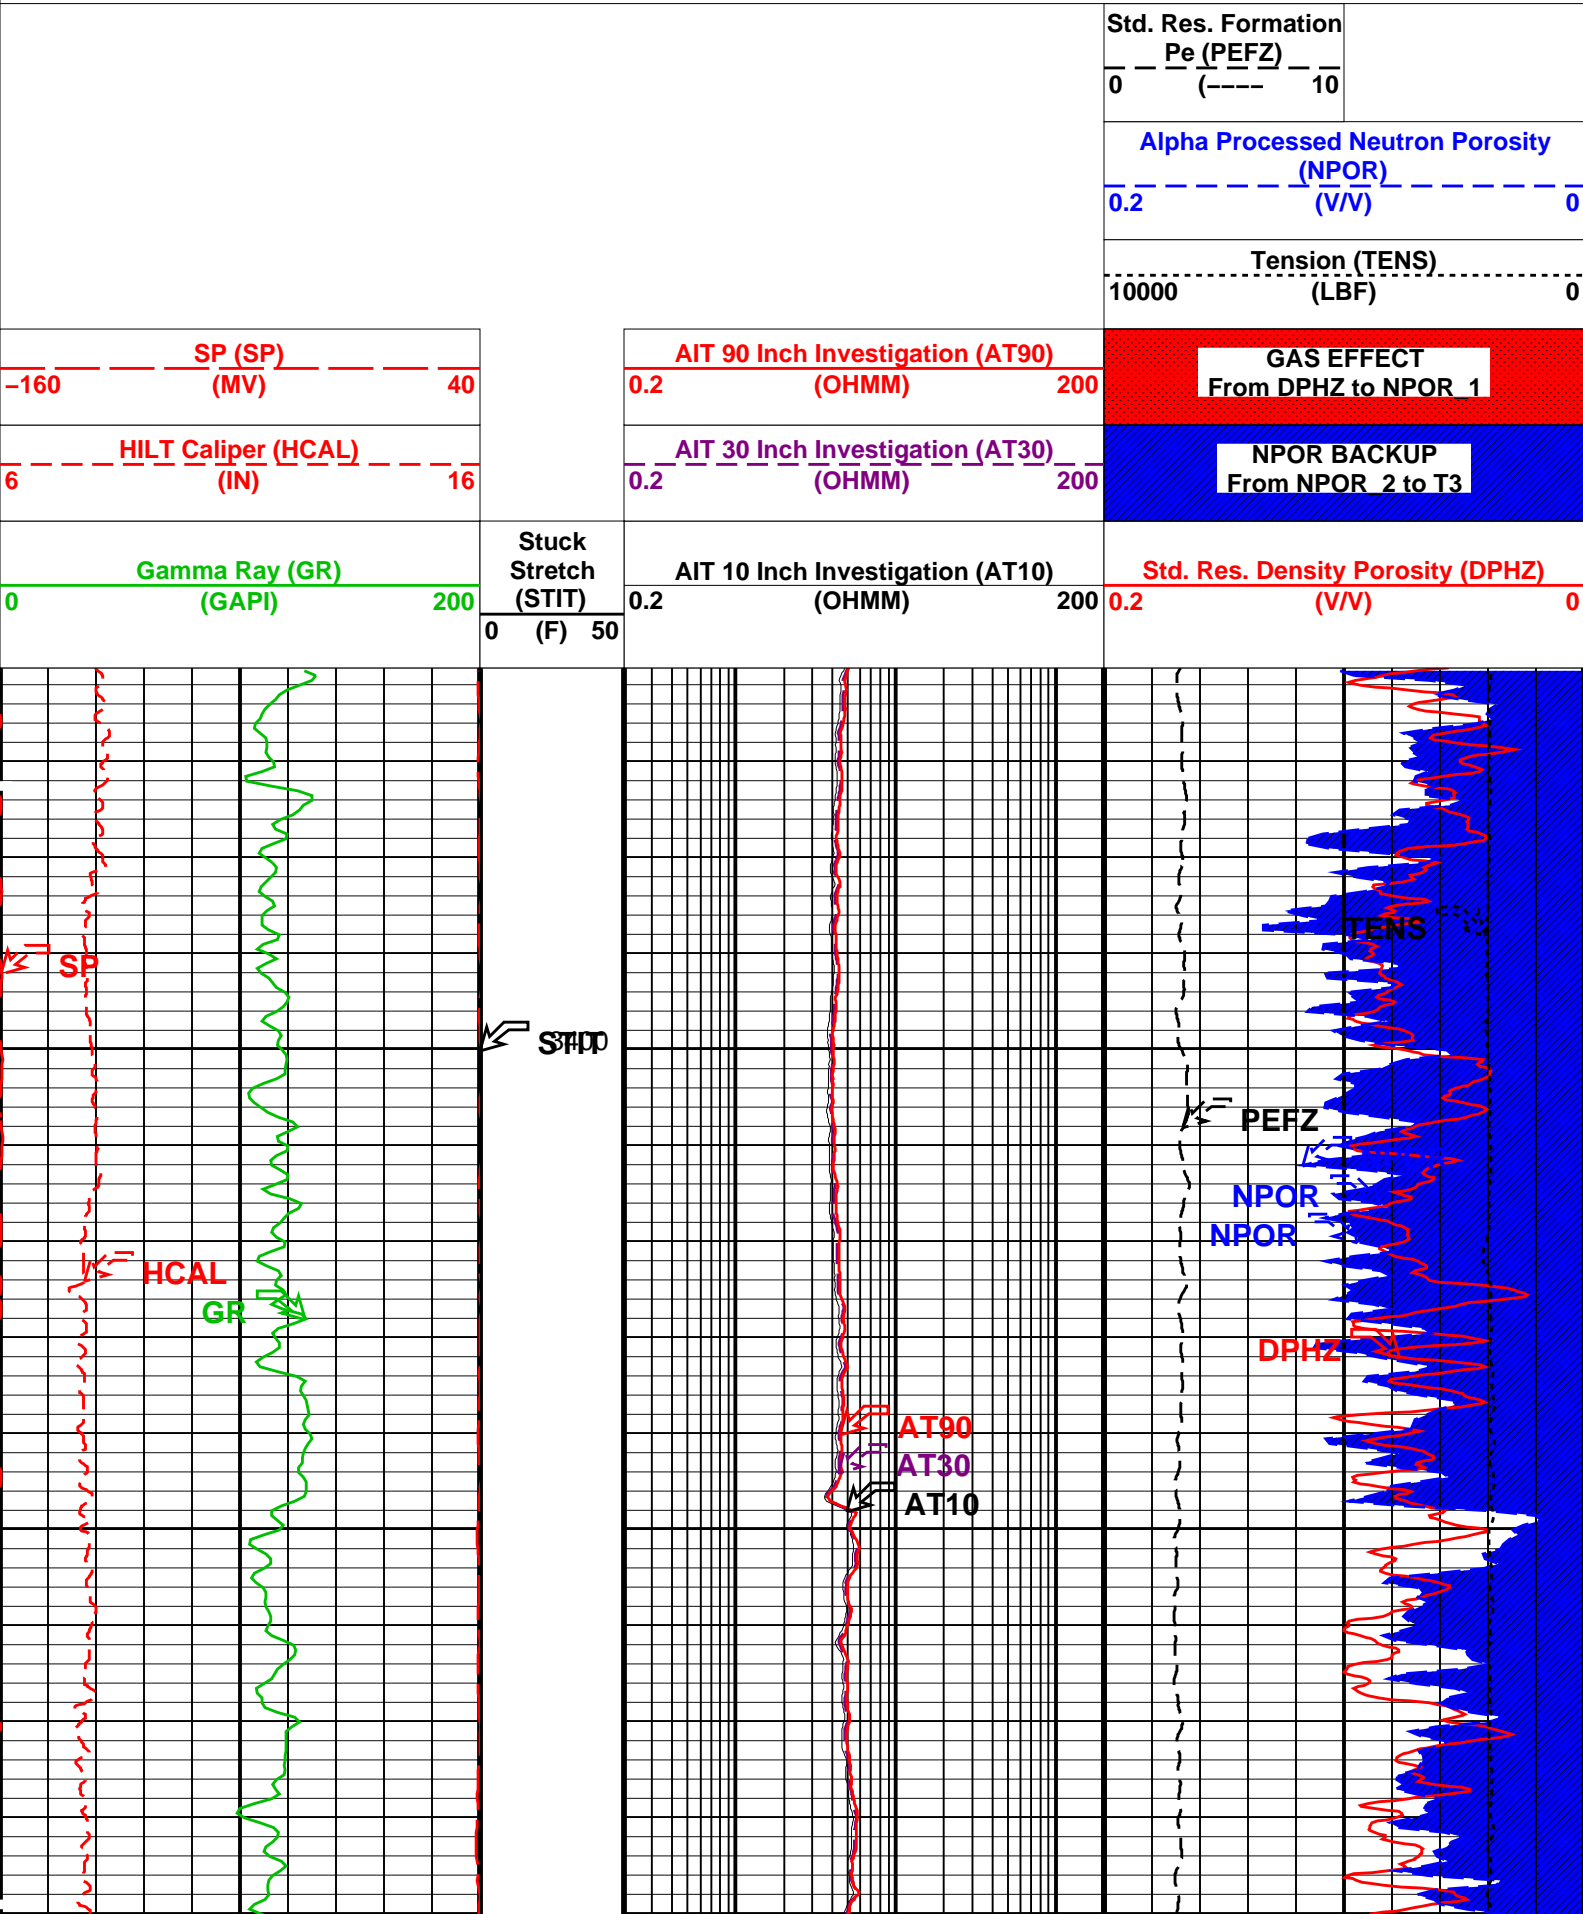 Std. Res. Formation
Pe (PEFZ)
0 (---- 10
Alpha Processed Neutron Porosity
(NPOR)
0.2 (V/V) 0
Tension (TENS)
10000 (LBF) 0
SP (SP)
−160 (MV) 40
AIT 90 Inch Investigation (AT90)
0.2 (OHMM) 200
GAS EFFECT
From DPHZ to NPOR_1
HILT Caliper (HCAL)
6 (IN) 16
AIT 30 Inch Investigation (AT30)
0.2 (OHMM) 200
NPOR BACKUP
From NPOR_2 to T3
Gamma Ray (GR)
0 (GAPI) 200
Stuck
Stretch
(STIT)
0 (F) 50
AIT 10 Inch Investigation (AT10)
0.2 (OHMM) 200
Std. Res. Density Porosity (DPHZ)
0.2 (V/V) 0
TENS
SP
STIT
3400
PEFZ
NPOR
NPOR
HCAL
GR
DPHZ
AT90
AT30
AT10